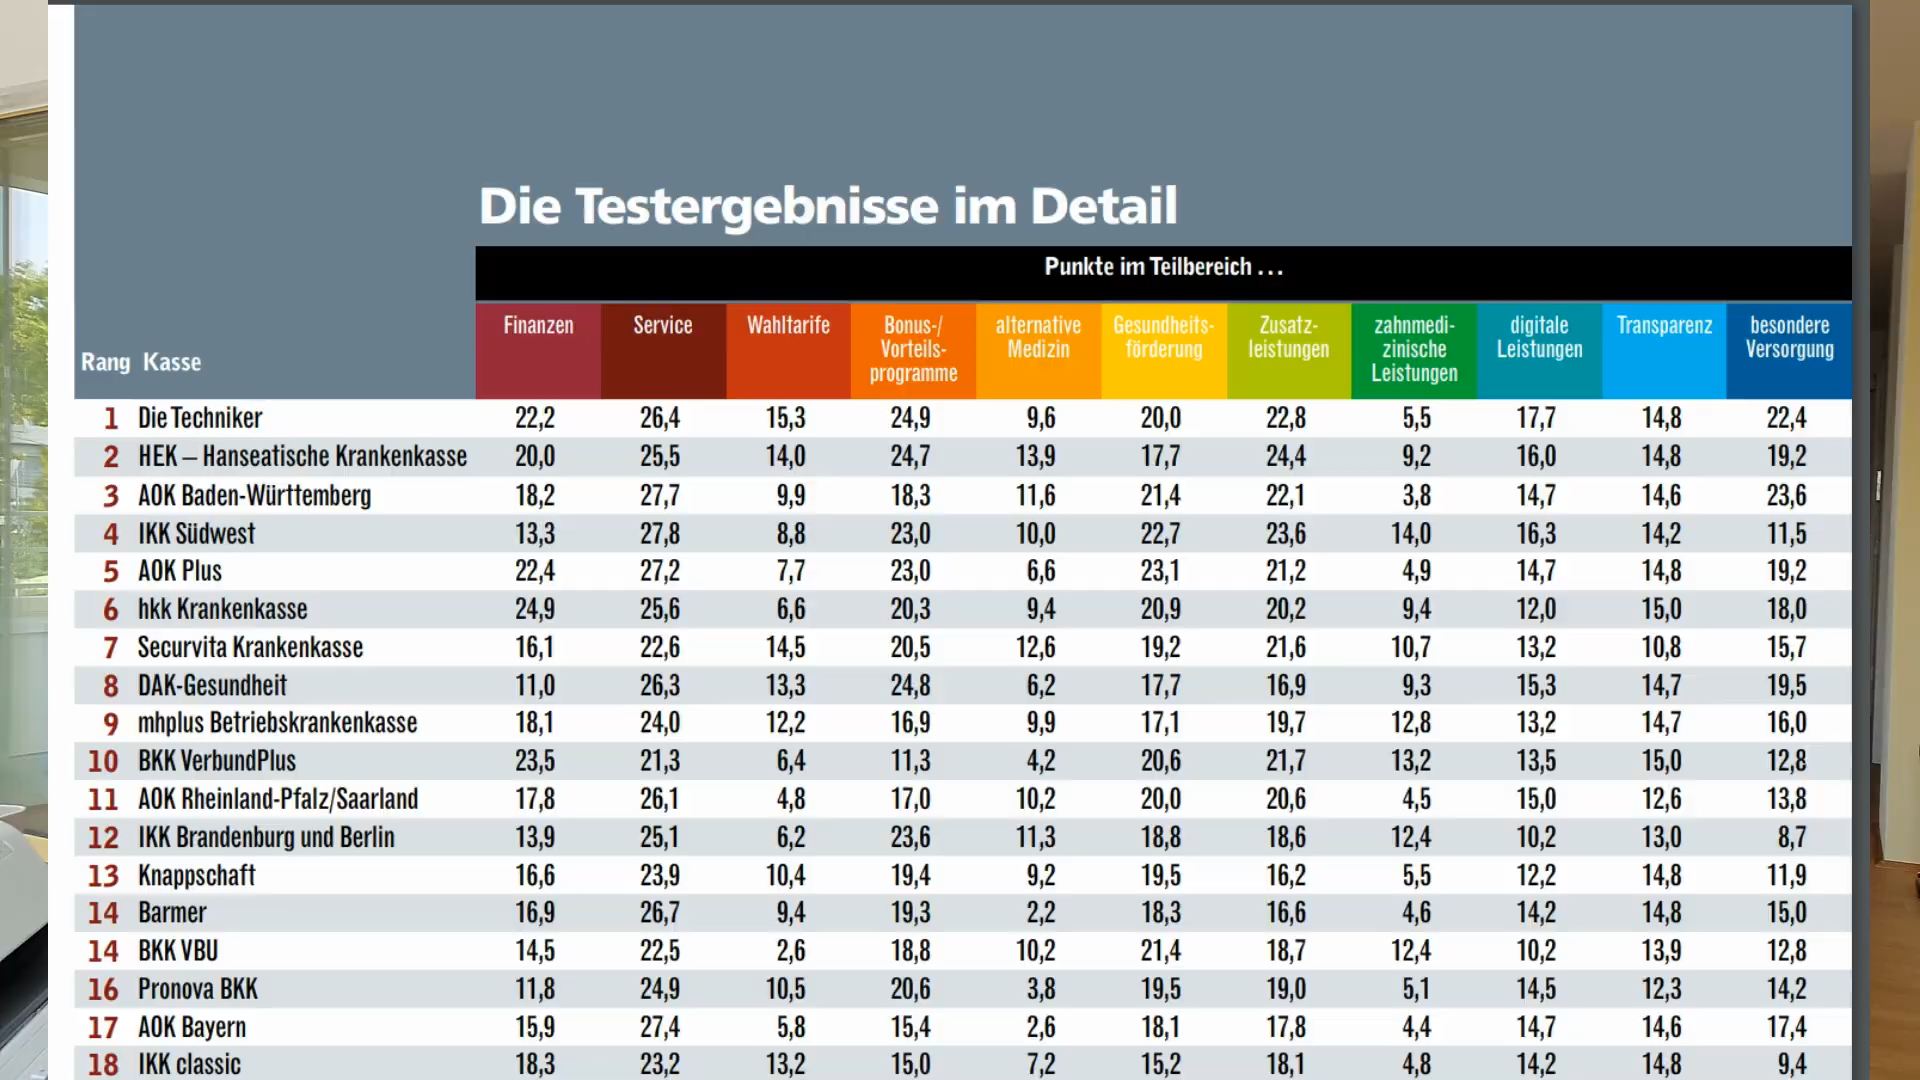 Die Testergebnisse im Detail
Punkte im Teilbereich . . .
Rang Kasse Finanzen Service Wahltarife Bonus-/ Vorteils- programme alternative Medizin Gesundheits- förderung Zusatz- leistungen zahnmedi- zinische Leistungen digitale Leistungen Transparenz besondere Versorgung
1 Die Techniker 22,2 26,4 15,3 24,9 9,6 20,0 22,8 5,5 17,7 14,8 22,4
2 HEK – Hanseatische Krankenkasse 20,0 25,5 14,0 24,7 13,9 17,7 24,4 9,2 16,0 14,8 19,2
3 AOK Baden-Württemberg 18,2 27,7 9,9 18,3 11,6 21,4 22,1 3,8 14,7 14,6 23,6
4 IKK Südwest 13,3 27,8 8,8 23,0 10,0 22,7 23,6 14,0 16,3 14,2 11,5
5 AOK Plus 22,4 27,2 7,7 23,0 6,6 23,1 21,2 4,9 14,7 14,8 19,2
6 hkk Krankenkasse 24,9 25,6 6,6 20,3 9,4 20,9 20,2 9,4 12,0 15,0 18,0
7 Securvita Krankenkasse 16,1 22,6 14,5 20,5 12,6 19,2 21,6 10,7 13,2 10,8 15,7
8 DAK-Gesundheit 11,0 26,3 13,3 24,8 6,2 17,7 16,9 9,3 15,3 14,7 19,5
9 mhplus Betriebskrankenkasse 18,1 24,0 12,2 16,9 9,9 17,1 19,7 12,8 13,2 14,7 16,0
10 BKK VerbundPlus 23,5 21,3 6,4 11,3 4,2 20,6 21,7 13,2 13,5 15,0 12,8
11 AOK Rheinland-Pfalz/Saarland 17,8 26,1 4,8 17,0 10,2 20,0 20,6 4,5 15,0 12,6 13,8
12 IKK Brandenburg und Berlin 13,9 25,1 6,2 23,6 11,3 18,8 18,6 12,4 10,2 13,0 8,7
13 Knappschaft 16,6 23,9 10,4 19,4 9,2 19,5 16,2 5,5 12,2 14,8 11,9
14 Barmer 16,9 26,7 9,4 19,3 2,2 18,3 16,6 4,6 14,2 14,8 15,0
14 BKK VBU 14,5 22,5 2,6 18,8 10,2 21,4 18,7 12,4 10,2 13,9 12,8
16 Pronova BKK 11,8 24,9 10,5 20,6 3,8 19,5 19,0 5,1 14,5 12,3 14,2
17 AOK Bayern 15,9 27,4 5,8 15,4 2,6 18,1 17,8 4,4 14,7 14,6 17,4
18 IKK classic 18,3 23,2 13,2 15,0 7,2 15,2 18,1 4,8 14,2 14,8 9,4